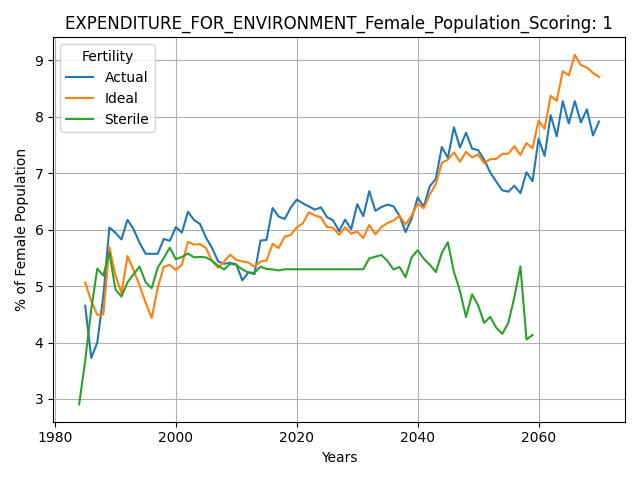 EXPENDITURE_FOR_ENVIRONMENT_Female_Population_Scoring: 1
Fertility
Actual
Ideal
Sterile
% of Female Population
9
8
7
6
5
4
3
1980
2000
2020
2040
2060
Years